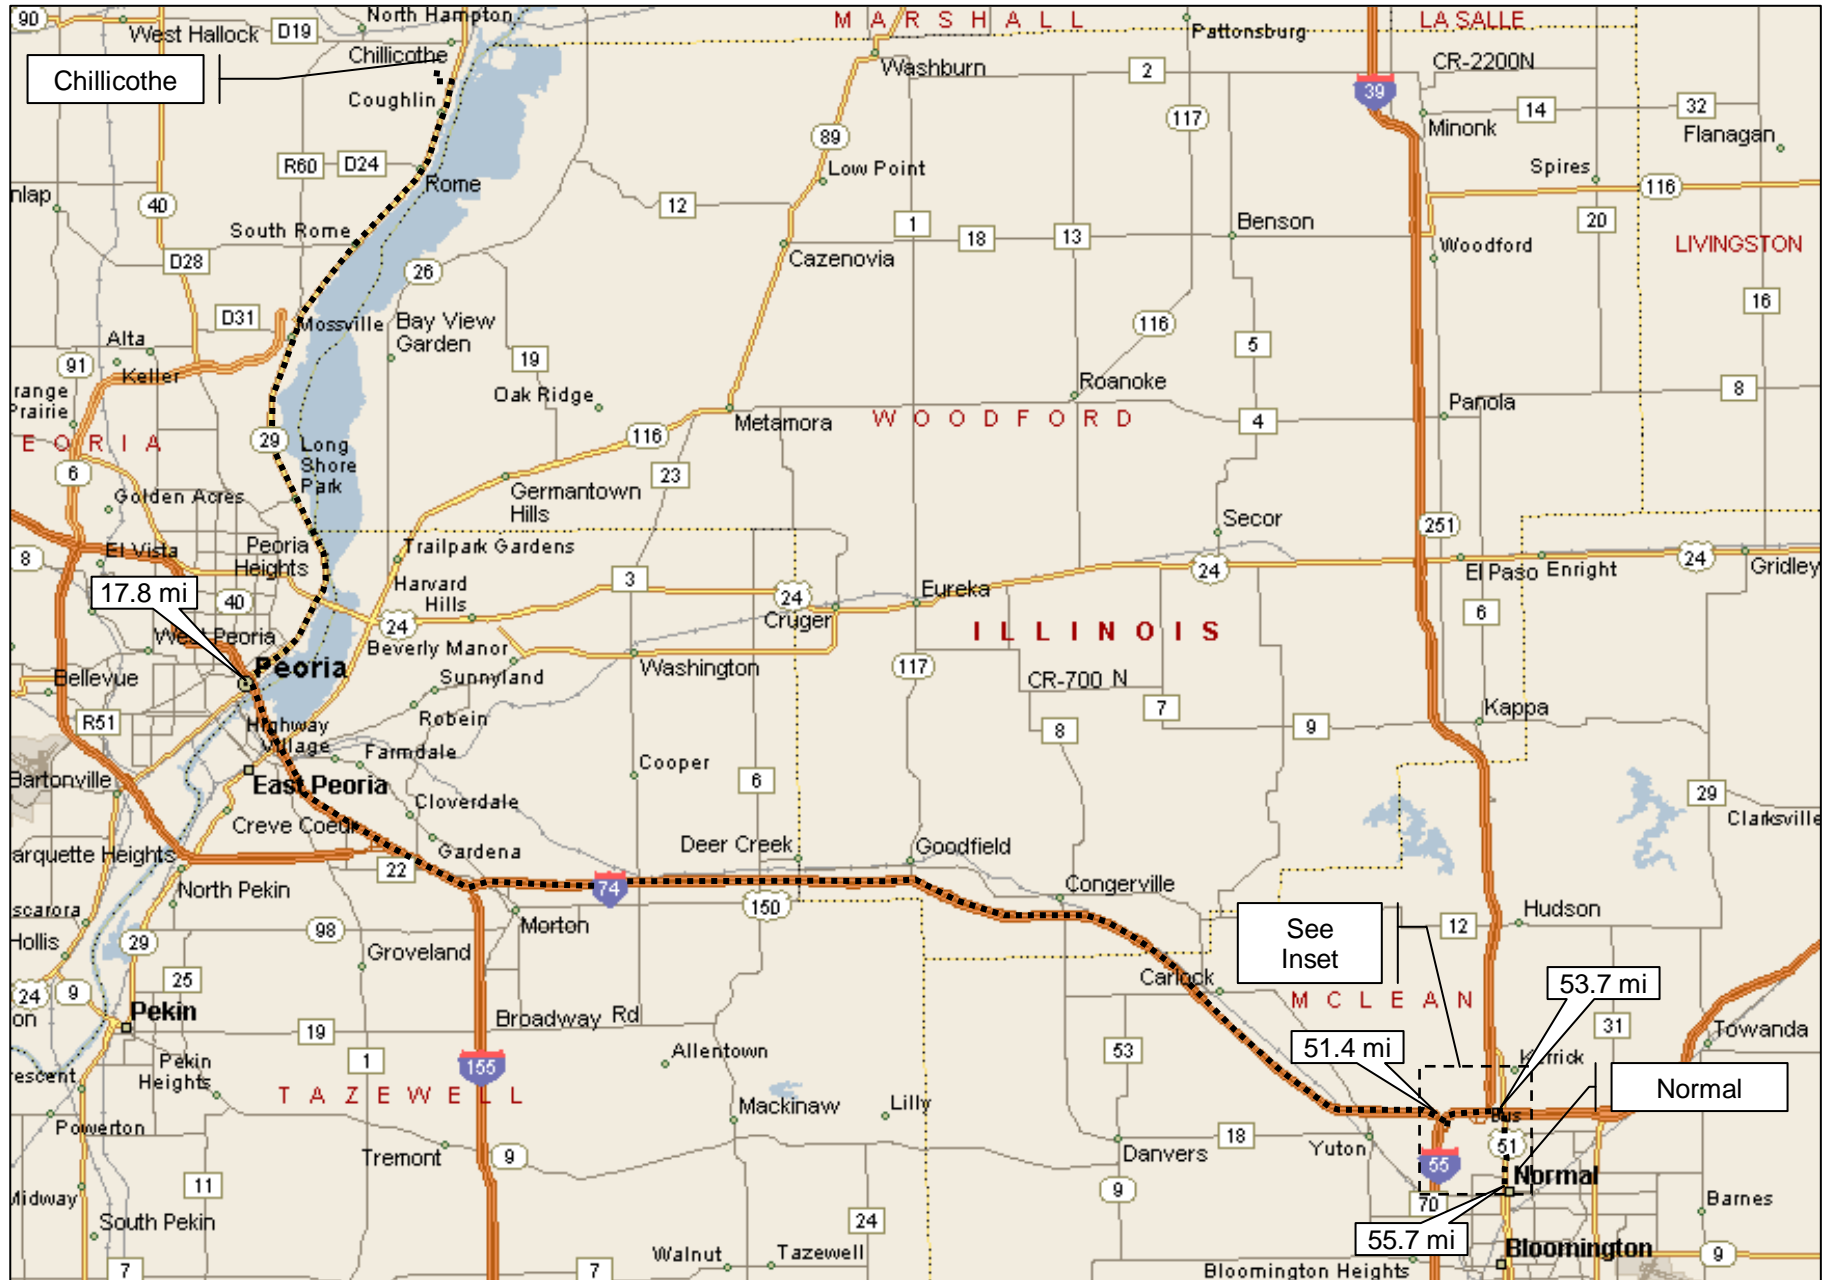 90
West Hallock
D19
North Hampton
Chillicothe
Chillicothe
Coughlin
R60
D24
Rome
nlap
40
South Rome
D28
26
D31
Mossville
Bay View
Garden
Alta
91
Keller
19
range
Prairie
Oak Ridge
EORIA
29
Long
Shore
Park
6
Golden Acres
116
23
Germantown
Hills
8
El Vista
Peoria
Heights
Trailpark Gardens
17.8 mi
40
Harvard
Hills
3
24
24
Cruger
Eureka
West Peoria
Beverly Manor
Peoria
Washington
Bellevue
Sunnyland
R51
Robein
Highway
Village
Farmdale
Cooper
6
Bartonville
East Peoria
Cloverdale
Creve Coeur
arquette Heights
22
Gardena
Deer Creek
Goodfield
North Pekin
74
150
Congerville
scarora
Morton
Hollis
29
98
Groveland
24
9
25
on
Pekin
19
Broadway Rd
Pekin
Heights
1
155
Allentown
rescent
TAZEWELL
Powerton
Mackinaw
Lilly
Tremont
9
Midway
11
South Pekin
7
7
Walnut
Tazewell
24
MARSHALL
LA SALLE
Pattonsburg
Washburn
2
39
CR-2200N
14
32
117
Minonk
Flanagan
89
Low Point
Spires
116
12
1
18
13
Benson
20
Woodford
LIVINGSTON
Cazenovia
16
116
5
Roanoke
8
Panola
Metamora
WOODFORD
4
Secor
251
24
El Paso
Enright
24
Gridley
6
ILLINOIS
117
CR-700 N
7
Kappa
8
9
29
Clarksville
See
Inset
12
Hudson
Carlock
MCLEAN
53.7 mi
31
Towanda
53
51.4 mi
Kerrick
Normal
Bus
18
Yuton
51
Danvers
55
Normal
9
70
Barnes
55.7 mi
Bloomington
9
Bloomington Heights